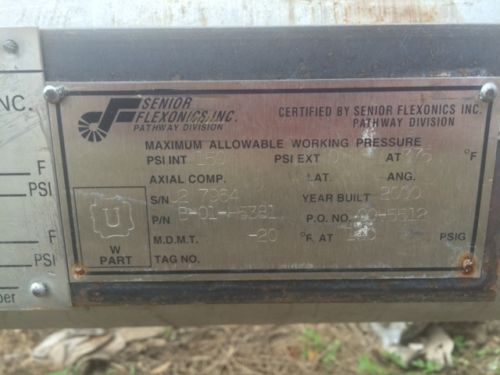 SENIOR
FLEXONICS INC.
PATHWAY DIVISION
CERTIFIED BY SENIOR FLEXONICS INC.
PATHWAY DIVISION
MAXIMUM ALLOWABLE WORKING PRESSURE
PSI INT 150 PSI EXT AT °F
AXIAL COMP. LAT. ANG.
S/N YEAR BUILT 2000
P/N P.O. NO.
M.D.M.T. -20 °F. AT PSIG
TAG NO.
U
W
PART
NC.
F
PSI
F
PSI
ber